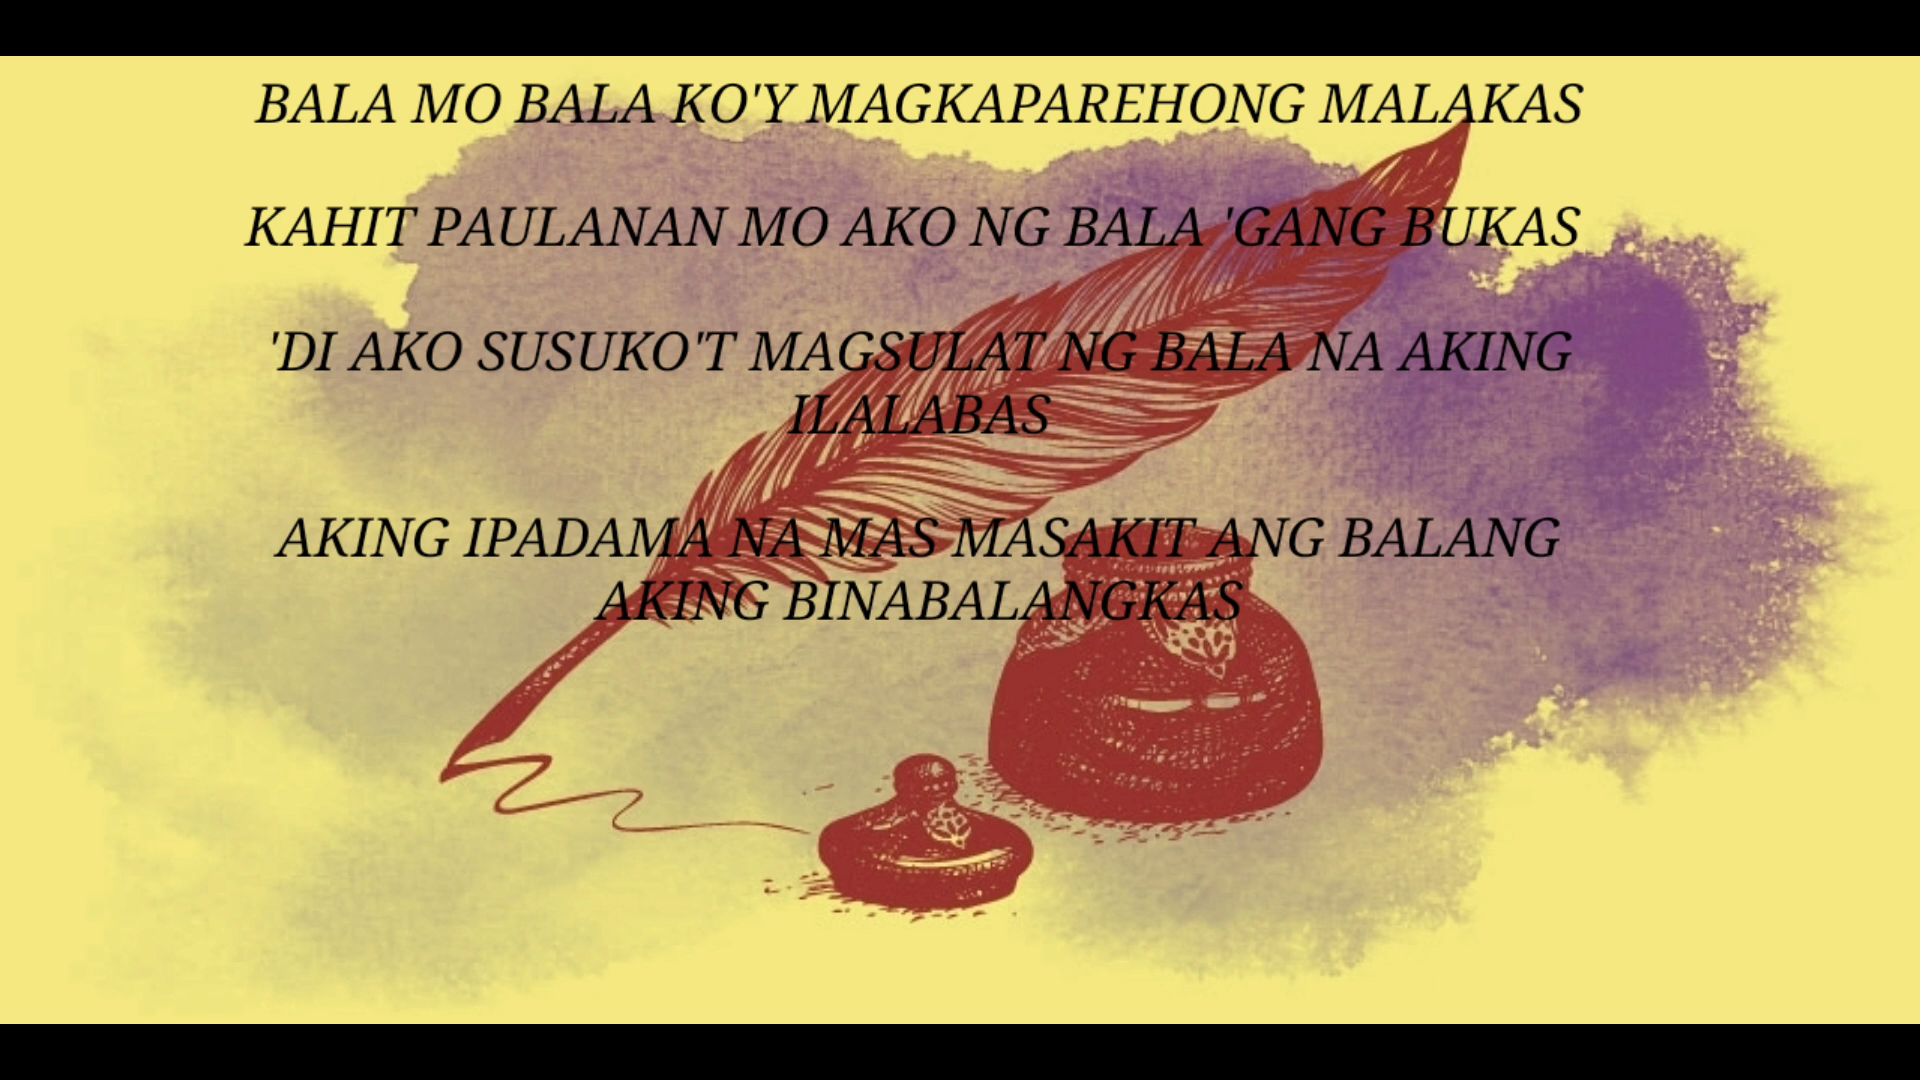 BALA MO BALA KO'Y MAGKAPAREHONG MALAKAS
KAHIT PAULANAN MO AKO NG BALA 'GANG BUKAS
'DI AKO SUSUKO'T MAGSULAT NG BALA NA AKING
ILALABAS
AKING IPADAMA NA MAS MASAKIT ANG BALANG
AKING BINABALANGKAS